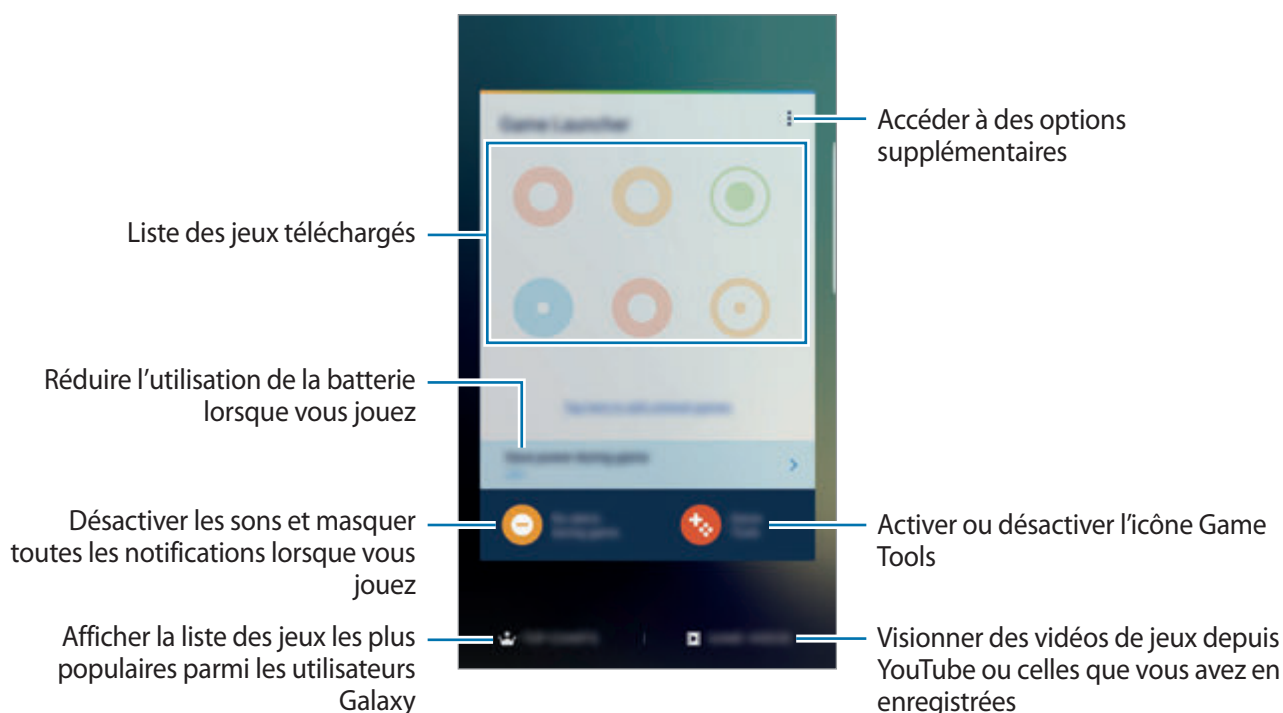 Game Launcher
Accéder à des options
supplémentaires
Liste des jeux téléchargés
Réduire l’utilisation de la batterie
lorsque vous jouez
Désactiver les sons et masquer
toutes les notifications lorsque vous
jouez
Activer ou désactiver l’icône Game
Tools
Afficher la liste des jeux les plus
populaires parmi les utilisateurs
Galaxy
Visionner des vidéos de jeux depuis
YouTube ou celles que vous avez en
enregistrées